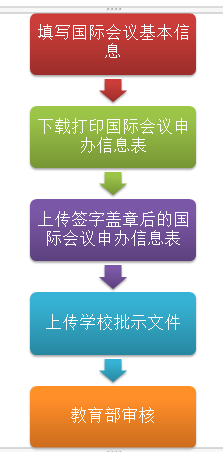 填写国际会议基本信
息
下载打印国际会议申
办信息表
上传签字盖章后的国
际会议申办信息表
上传学校批示文件
教育部审核